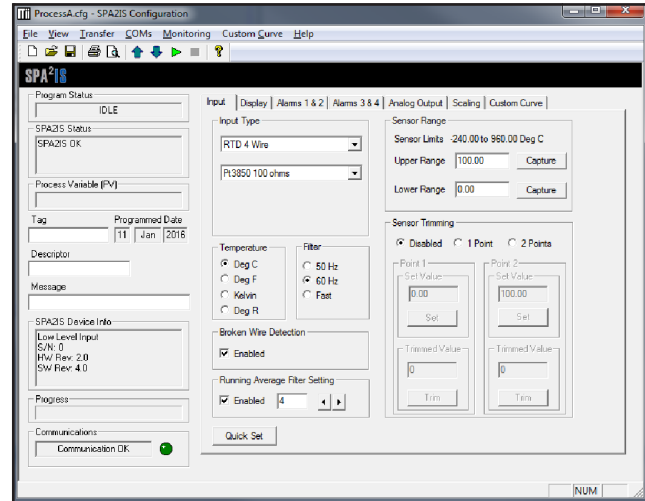 ProcessA.cfg - SPA2IS Configuration
File View Transfer COMs Monitoring Custom Curve Help
SPA²IS
Program Status
IDLE
SPA2IS Status
SPA2IS OK
Process Variable (PV)
Tag Programmed Date
11 Jan 2016
Descriptor
Message
SPA2IS Device Info
Low Level Input
S/N: 0
HW Rev: 2.0
SW Rev: 4.0
Progress
Communications
Communication OK
Input Display Alarms 1 & 2 Alarms 3 & 4 Analog Output Scaling Custom Curve
Input Type
RTD 4 Wire
Pt3850 100 ohms
Temperature
Deg C
Deg F
Kelvin
Deg R
Filter
50 Hz
60 Hz
Fast
Broken Wire Detection
Enabled
Running Average Filter Setting
Enabled 4
Quick Set
Sensor Range
Sensor Limits -240.00 to 960.00 Deg C
Upper Range 100.00 Capture
Lower Range 0.00 Capture
Sensor Trimming
Disabled 1 Point 2 Points
Point 1
Set Value
0.00
Set
Trimmed Value
0
Trim
Point 2
Set Value
100.00
Set
Trimmed Value
0
Trim
NUM